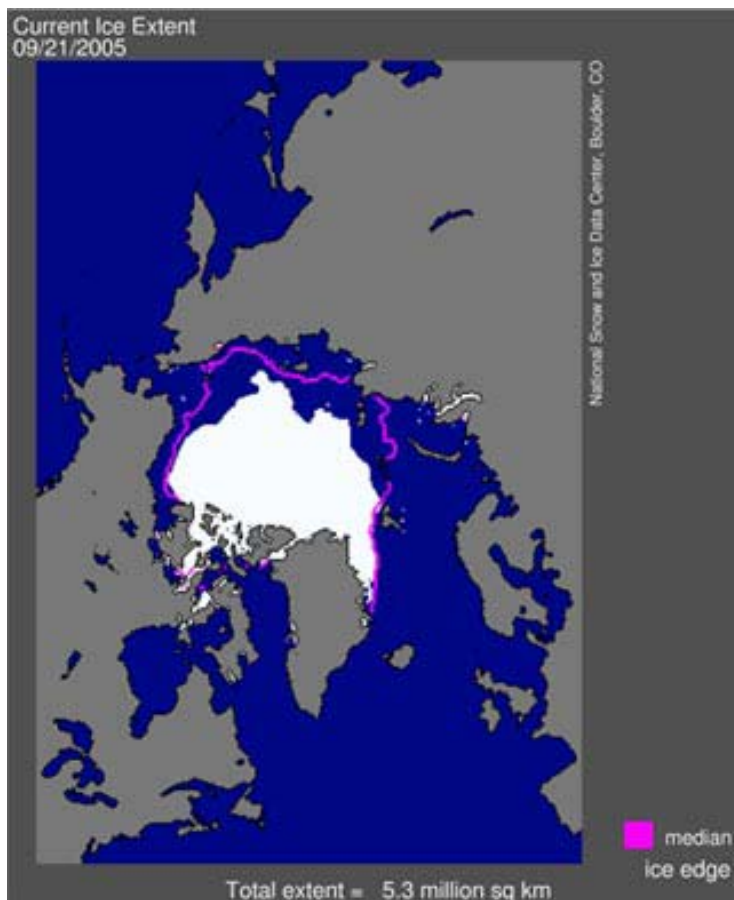 Current Ice Extent
09/21/2005
National Snow and Ice Data Center, Boulder, CO
median
ice edge
Total extent = 5.3 million sq km